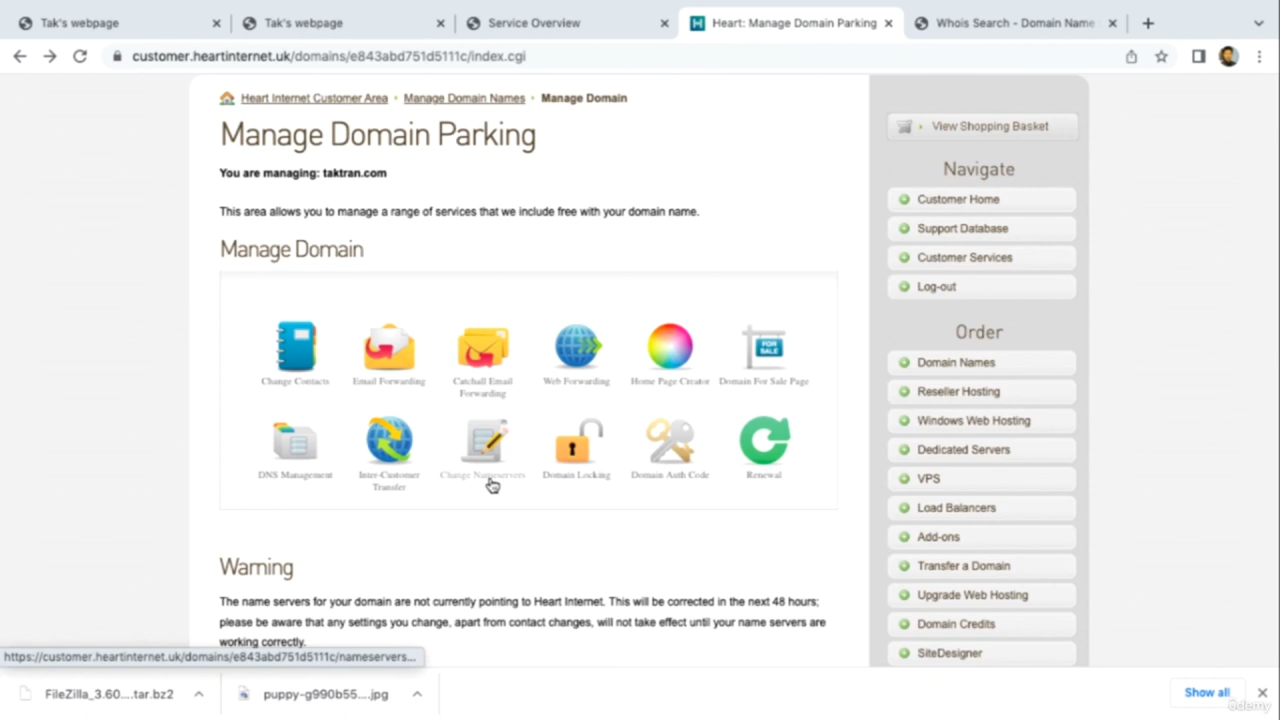 Tak's webpage
Tak's webpage
Service Overview
Heart: Manage Domain Parking
Whois Search - Domain Name
customer.heartinternet.uk/domains/e843abd751d5111c/index.cgi
Heart Internet Customer Area
Manage Domain Names
Manage Domain
Manage Domain Parking
You are managing: taktran.com
This area allows you to manage a range of services that we include free with your domain name.
Manage Domain
Change Contacts
Email Forwarding
Catchall Email
Forwarding
Web Forwarding
Home Page Creator
FOR
SALE
Domain For Sale Page
DNS Management
Inter-Customer
Transfer
Change Nameservers
Domain Locking
Domain Auth Code
Renewal
Warning
The name servers for your domain are not currently pointing to Heart Internet. This will be corrected in the next 48 hours;
please be aware that any settings you change, apart from contact changes, will not take effect until your name servers are
working correctly.
View Shopping Basket
Navigate
Customer Home
Support Database
Customer Services
Log-out
Order
Domain Names
Reseller Hosting
Windows Web Hosting
Dedicated Servers
VPS
Load Balancers
Add-ons
Transfer a Domain
Upgrade Web Hosting
Domain Credits
SiteDesigner
https://customer.heartinternet.uk/domains/e843abd751d5111c/nameservers...
FileZilla_3.60....tar.bz2
puppy-g990b55....jpg
Show all
ûdemy